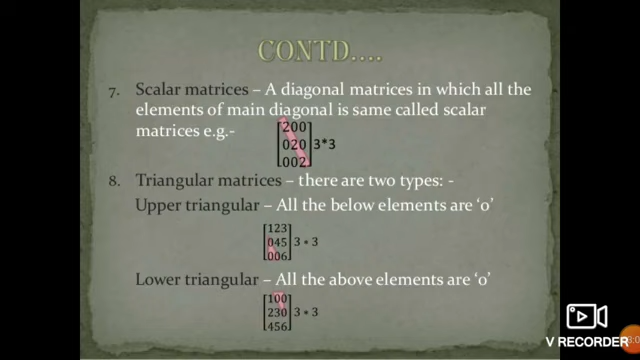 CONTD....
7. Scalar matrices – A diagonal matrices in which all the
elements of main diagonal is same called scalar
matrices e.g.-
200
020 3*3
002
8. Triangular matrices – there are two types: -
Upper triangular – All the below elements are ‘o’
123
045 3 * 3
006
Lower triangular – All the above elements are ‘o’
100
230 3 * 3
456
V RECORDER